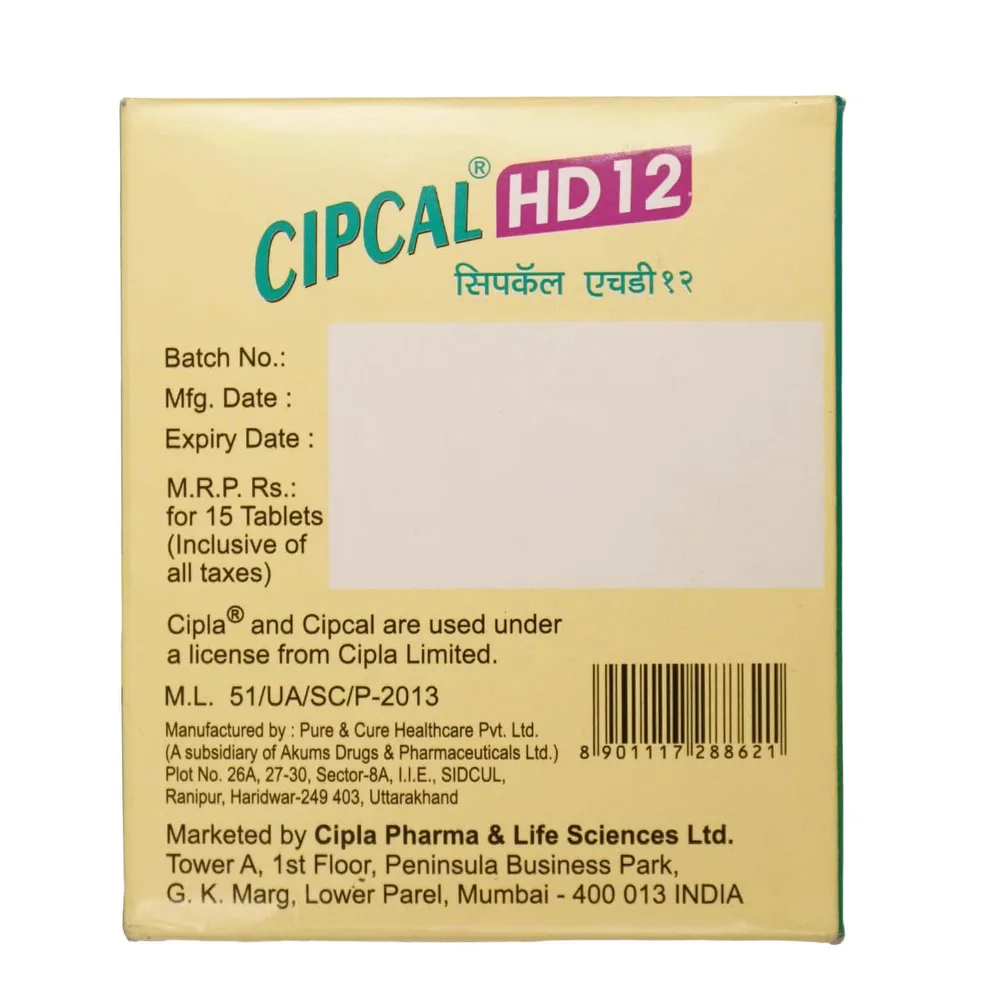 CIPCAL® HD12
सिपकॅल एचडी १२
Batch No.:
Mfg. Date :
Expiry Date :
M.R.P. Rs.:
for 15 Tablets
(Inclusive of
all taxes)
Cipla® and Cipcal are used under
a license from Cipla Limited.
M.L. 51/UA/SC/P-2013
Manufactured by : Pure & Cure Healthcare Pvt. Ltd.
(A subsidiary of Akums Drugs & Pharmaceuticals Ltd.)
Plot No. 26A, 27-30, Sector-8A, I.I.E., SIDCUL,
Ranipur, Haridwar-249 403, Uttarakhand
8 901117 288621
Marketed by Cipla Pharma & Life Sciences Ltd.
Tower A, 1st Floor, Peninsula Business Park,
G. K. Marg, Lower Parel, Mumbai - 400 013 INDIA